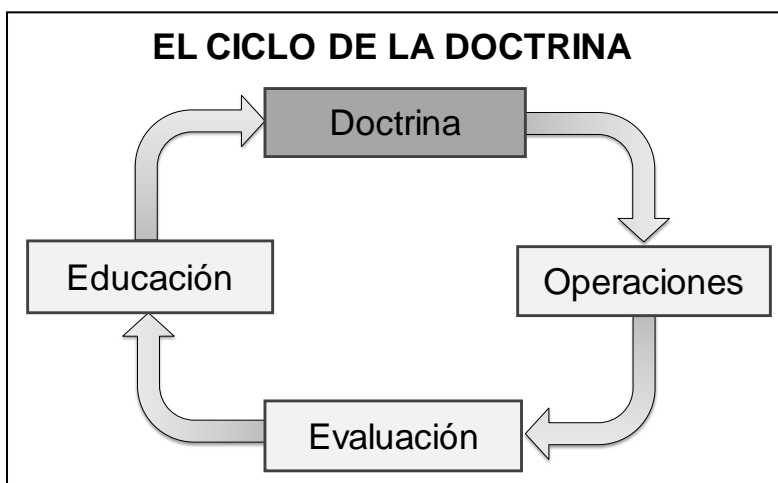 EL CICLO DE LA DOCTRINA
Doctrina
Educación
Operaciones
Evaluación